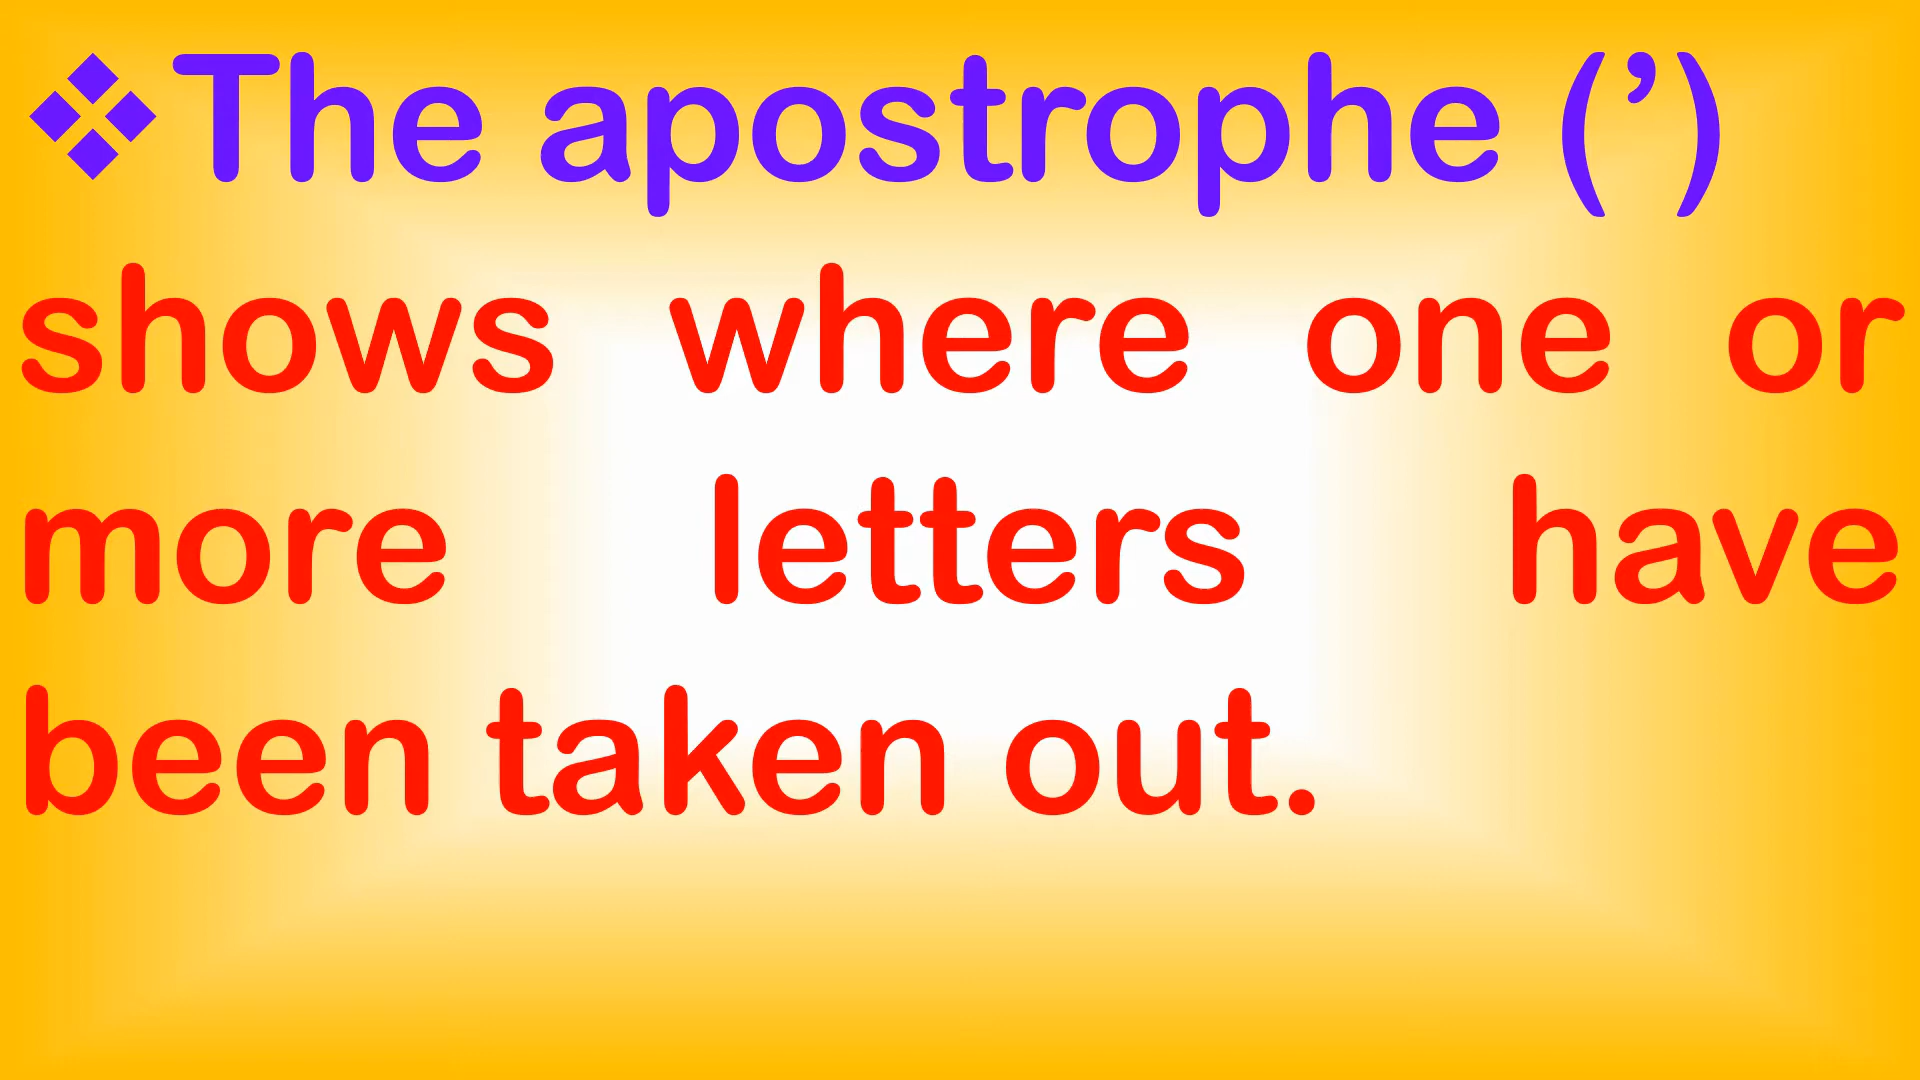 ❖The apostrophe (’)
shows where one or
more letters have
been taken out.